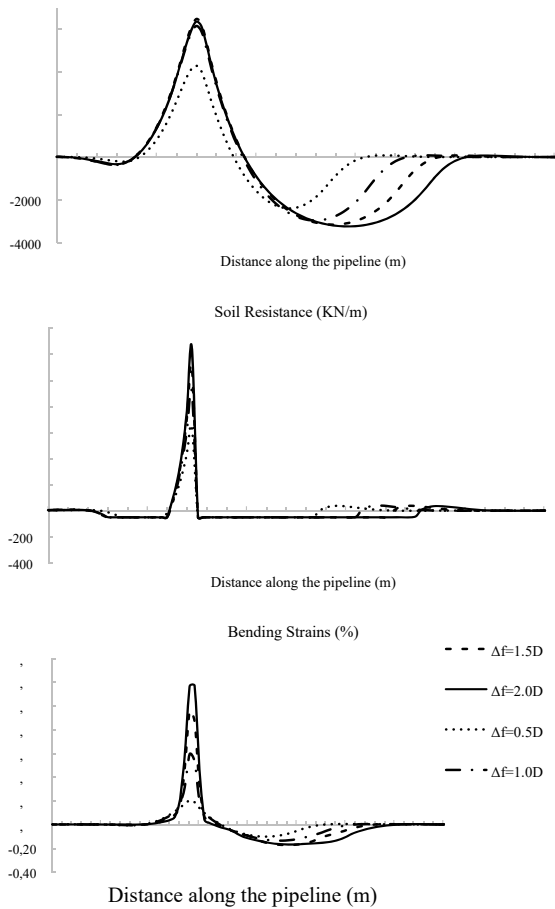 -2000
-4000
Distance along the pipeline (m)
Soil Resistance (KN/m)
-200
-400
Distance along the pipeline (m)
Bending Strains (%)
,
Δf=1.5D
,
,
Δf=2.0D
,
Δf=0.5D
,
,
Δf=1.0D
,
,
-0,20
-0,40
Distance along the pipeline (m)